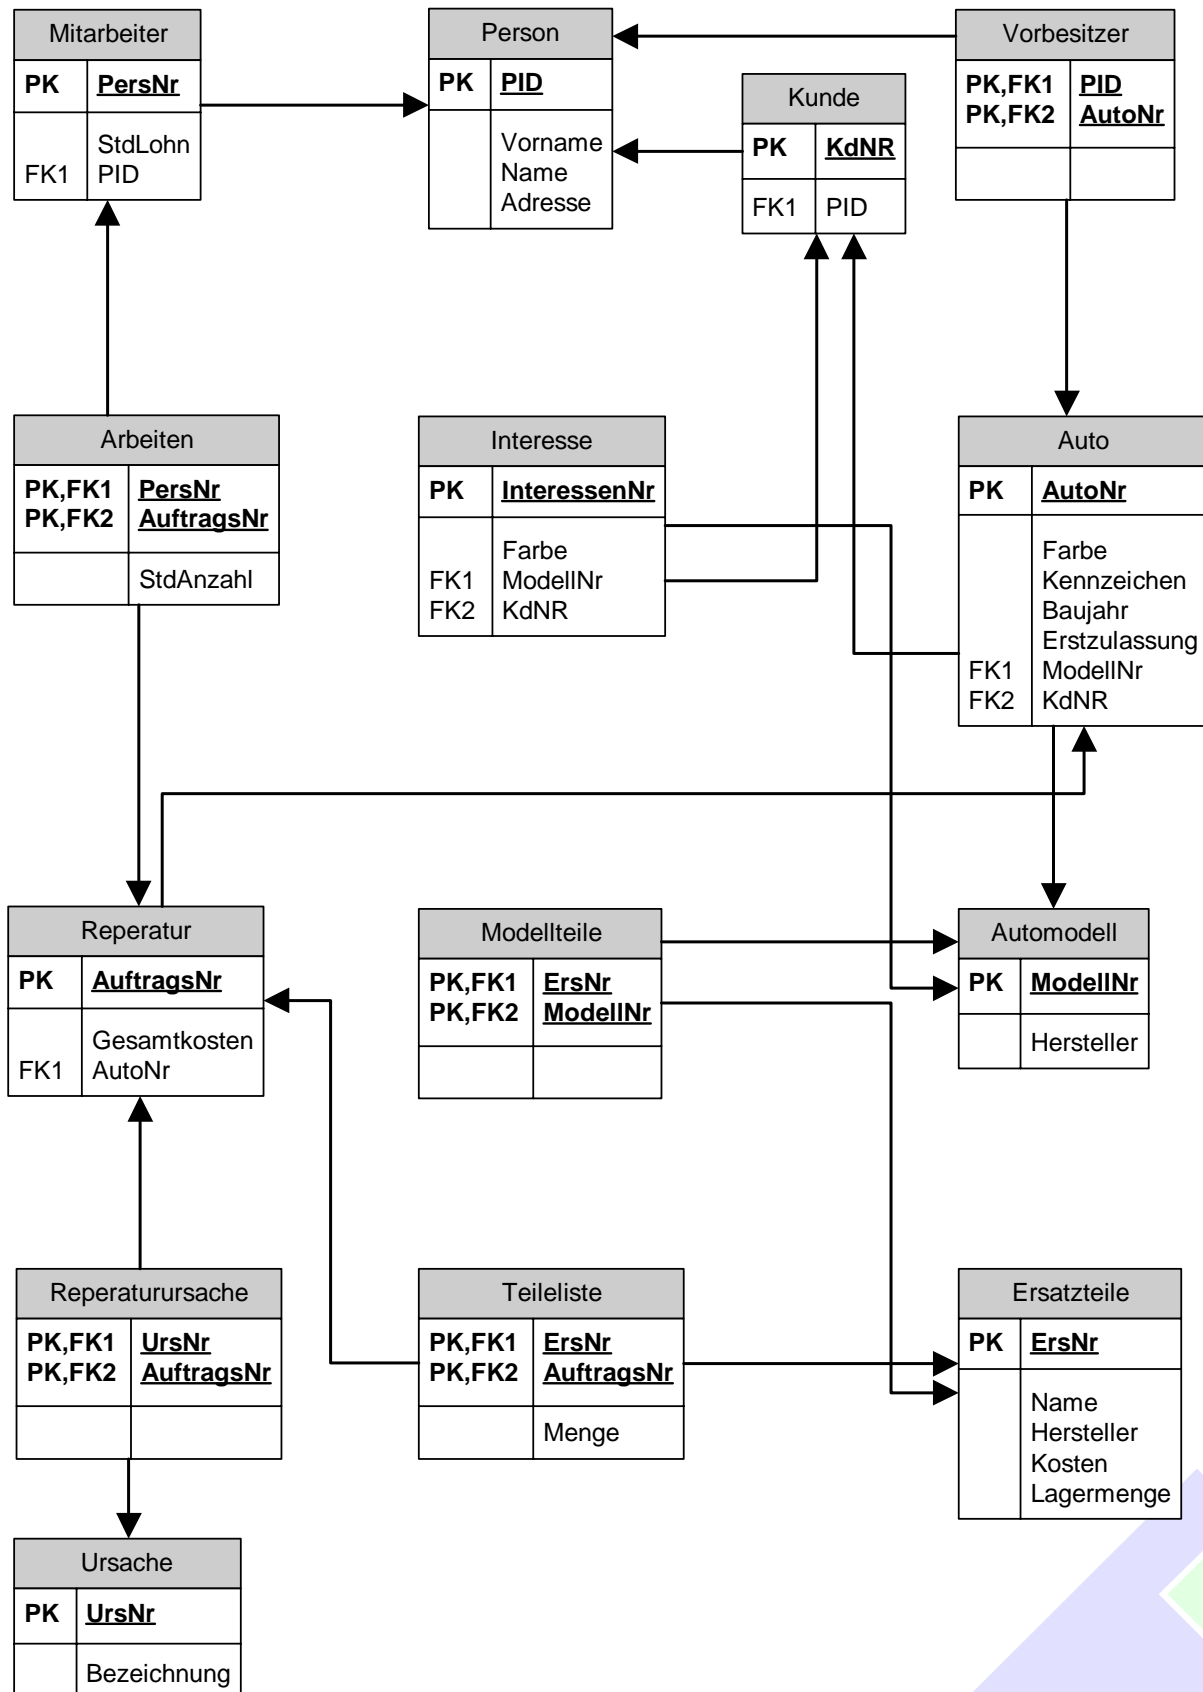 Mitarbeiter
PK PersNr
StdLohn
FK1 PID
Person
PK PID
Vorname
Name
Adresse
Kunde
PK KdNR
FK1 PID
Vorbesitzer
PK,FK1 PID
PK,FK2 AutoNr
Arbeiten
PK,FK1 PersNr
PK,FK2 AuftragsNr
StdAnzahl
Interesse
PK InteressenNr
Farbe
FK1 ModellNr
FK2 KdNR
Auto
PK AutoNr
Farbe
Kennzeichen
Baujahr
Erstzulassung
FK1 ModellNr
FK2 KdNR
Reperatur
PK AuftragsNr
Gesamtkosten
FK1 AutoNr
Modellteile
PK,FK1 ErsNr
PK,FK2 ModellNr
Automodell
PK ModellNr
Hersteller
Reperaturursache
PK,FK1 UrsNr
PK,FK2 AuftragsNr
Teileliste
PK,FK1 ErsNr
PK,FK2 AuftragsNr
Menge
Ersatzteile
PK ErsNr
Name
Hersteller
Kosten
Lagermenge
Ursache
PK UrsNr
Bezeichnung